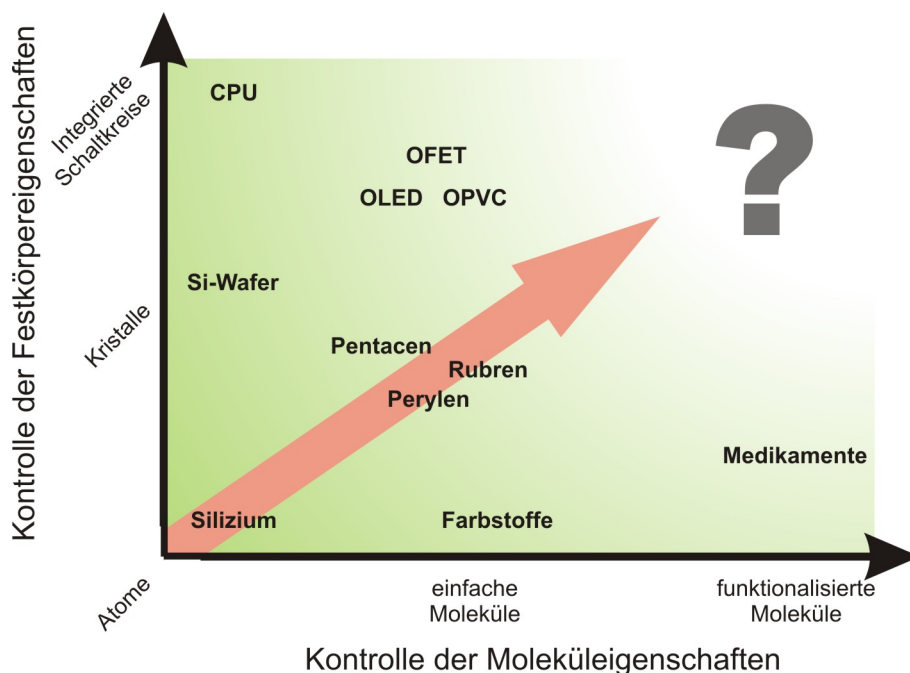 Kontrolle der Festkörpereigenschaften
Integrierte
Schaltkreise
Kristalle
Atome
CPU
OFET
OLED OPVC
?
Si-Wafer
Pentacen
Rubren
Perylen
Medikamente
Silizium
Farbstoffe
einfache
Moleküle
funktionalisierte
Moleküle
Kontrolle der Moleküleigenschaften